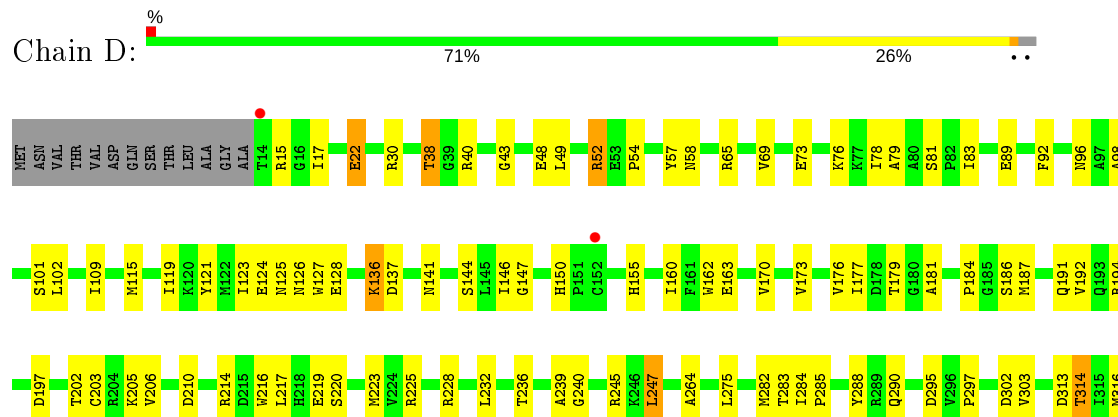 %
Chain D:
71% 26% ••
MET ASN VAL THR VAL ASP GLN SER THR LEU ALA GLY ALA T14 R15 G16 I17 E22 R30 T38 G39 R40 G43 E48 L49 R52 E53 P54 Y57 N58 R65 V69 E73 K76 K77 I78 A79 A80 S81 P82 I83 E89 F92 N96 A97 A98
S101 L102 I109 M115 I119 K120 Y121 M122 I123 E124 N125 N126 W127 E128 K136 D137 N141 S144 L145 I146 G147 H150 P151 C152 H155 I160 F161 W162 E163 V170 V173 V176 I177 D178 T179 G180 A181 P184 G185 S186 M187 Q191 V192 Q193 R194
D197 T202 C203 R204 K205 V206 D210 R214 D215 W216 L217 H218 E219 S220 M223 V224 R225 R228 L232 T236 A239 G240 R245 K246 L247 A264 L275 M282 T283 I284 P285 Y288 R289 Q290 D295 V296 P297 D302 V303 D313 T314 I315